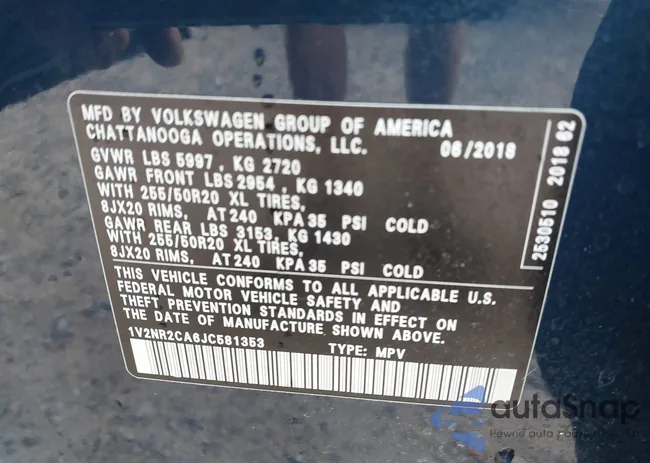 MFD BY VOLKSWAGEN GROUP OF AMERICA
CHATTANOOGA OPERATIONS, LLC.
06/2018
GVWR LBS 5997 , KG 2720
GAWR FRONT LBS 2954 , KG 1340
WITH 255/50R20 XL TIRES,
8JX20 RIMS, AT 240 KPA 35 PSI COLD
GAWR REAR LBS 3153, KG 1430
WITH 255/50R20 XL TIRES,
8JX20 RIMS, AT 240 KPA 35 PSI COLD
THIS VEHICLE CONFORMS TO ALL APPLICABLE U.S.
FEDERAL MOTOR VEHICLE SAFETY AND
THEFT PREVENTION STANDARDS IN EFFECT ON
THE DATE OF MANUFACTURE SHOWN ABOVE.
1V2NR2CA6JC581353 TYPE: MPV
2530510 2018 62
autoSnap
Pewne auto z